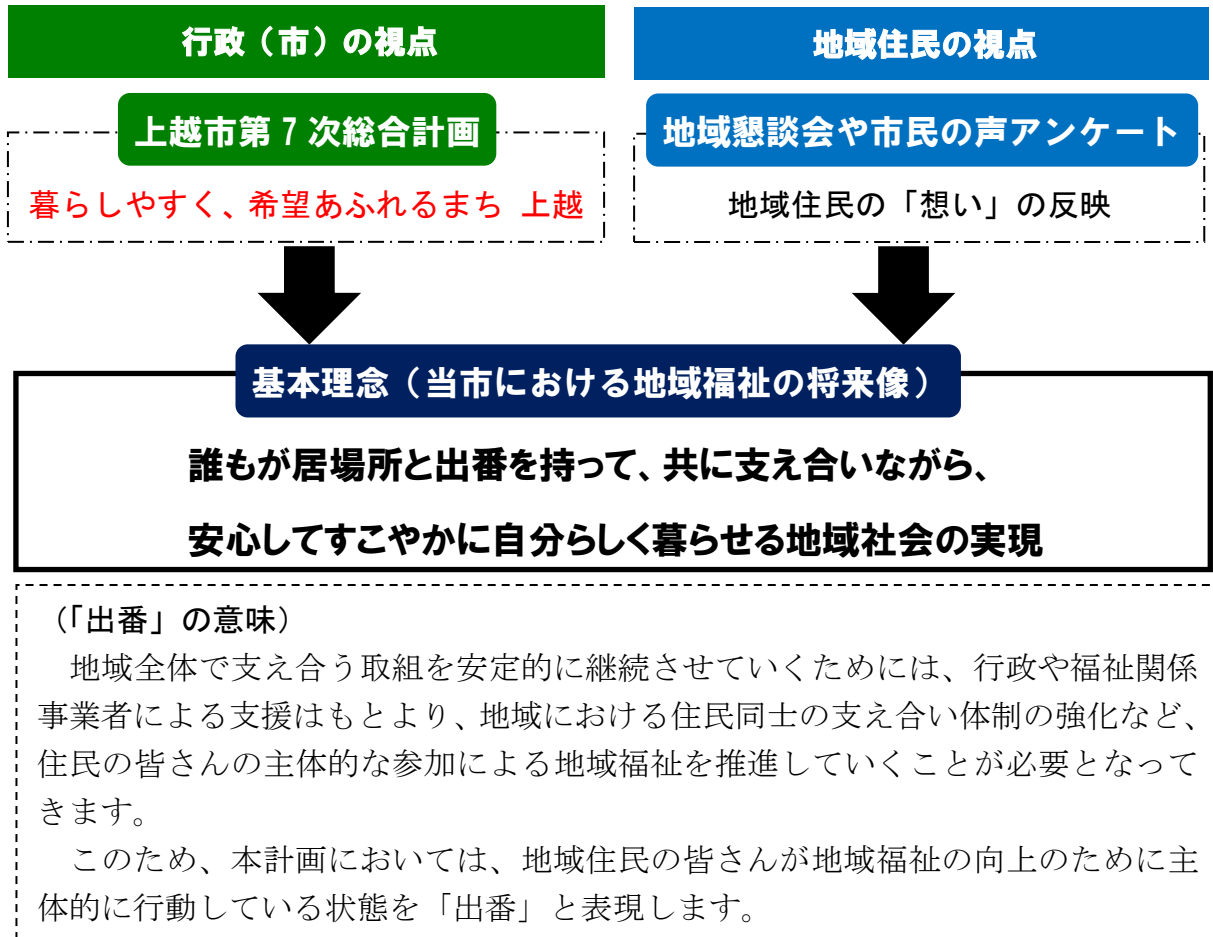 行政（市）の視点
上越市第７次総合計画
暮らしやすく、希望あふれるまち 上越
地域住民の視点
地域懇談会や市民の声アンケート
地域住民の「想い」の反映
基本理念（当市における地域福祉の将来像）
誰もが居場所と出番を持って、共に支え合いながら、
安心してすこやかに自分らしく暮らせる地域社会の実現
（「出番」の意味）
　地域全体で支え合う取組を安定的に継続させていくためには、行政や福祉関係
事業者による支援はもとより、地域における住民同士の支え合い体制の強化など、
住民の皆さんの主体的な参加による地域福祉を推進していくことが必要となって
きます。
　このため、本計画においては、地域住民の皆さんが地域福祉の向上のために主
体的に行動している状態を「出番」と表現します。